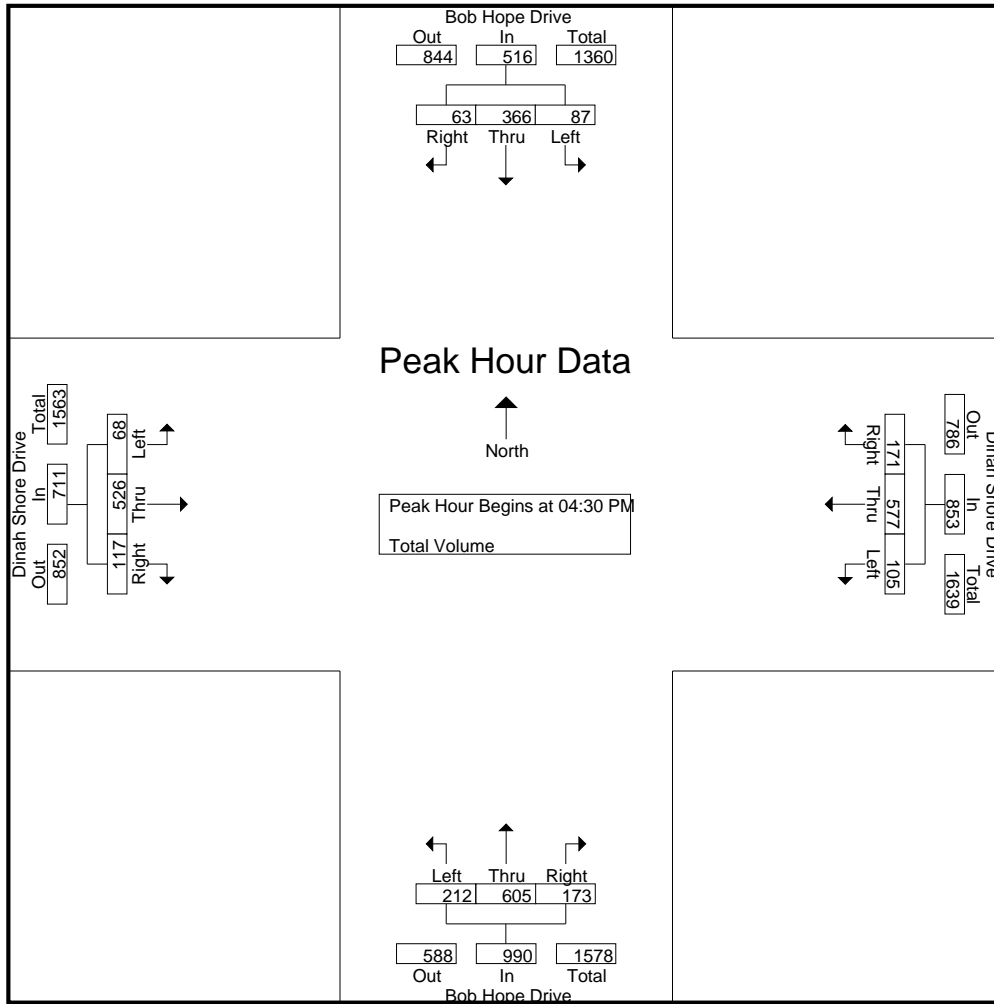 Bob Hope Drive
Out In Total
844 516 1360
63 366 87
Right Thru Left
Peak Hour Data
North
Peak Hour Begins at 04:30 PM
Total Volume
Dinah Shore Drive
Out In Total
852 711 1563
117 526 68
Right Thru Left
Dinah Shore Drive
Out In Total
786 853 1639
171 577 105
Right Thru Left
Left Thru Right
212 605 173
588 990 1578
Out In Total
Bob Hope Drive